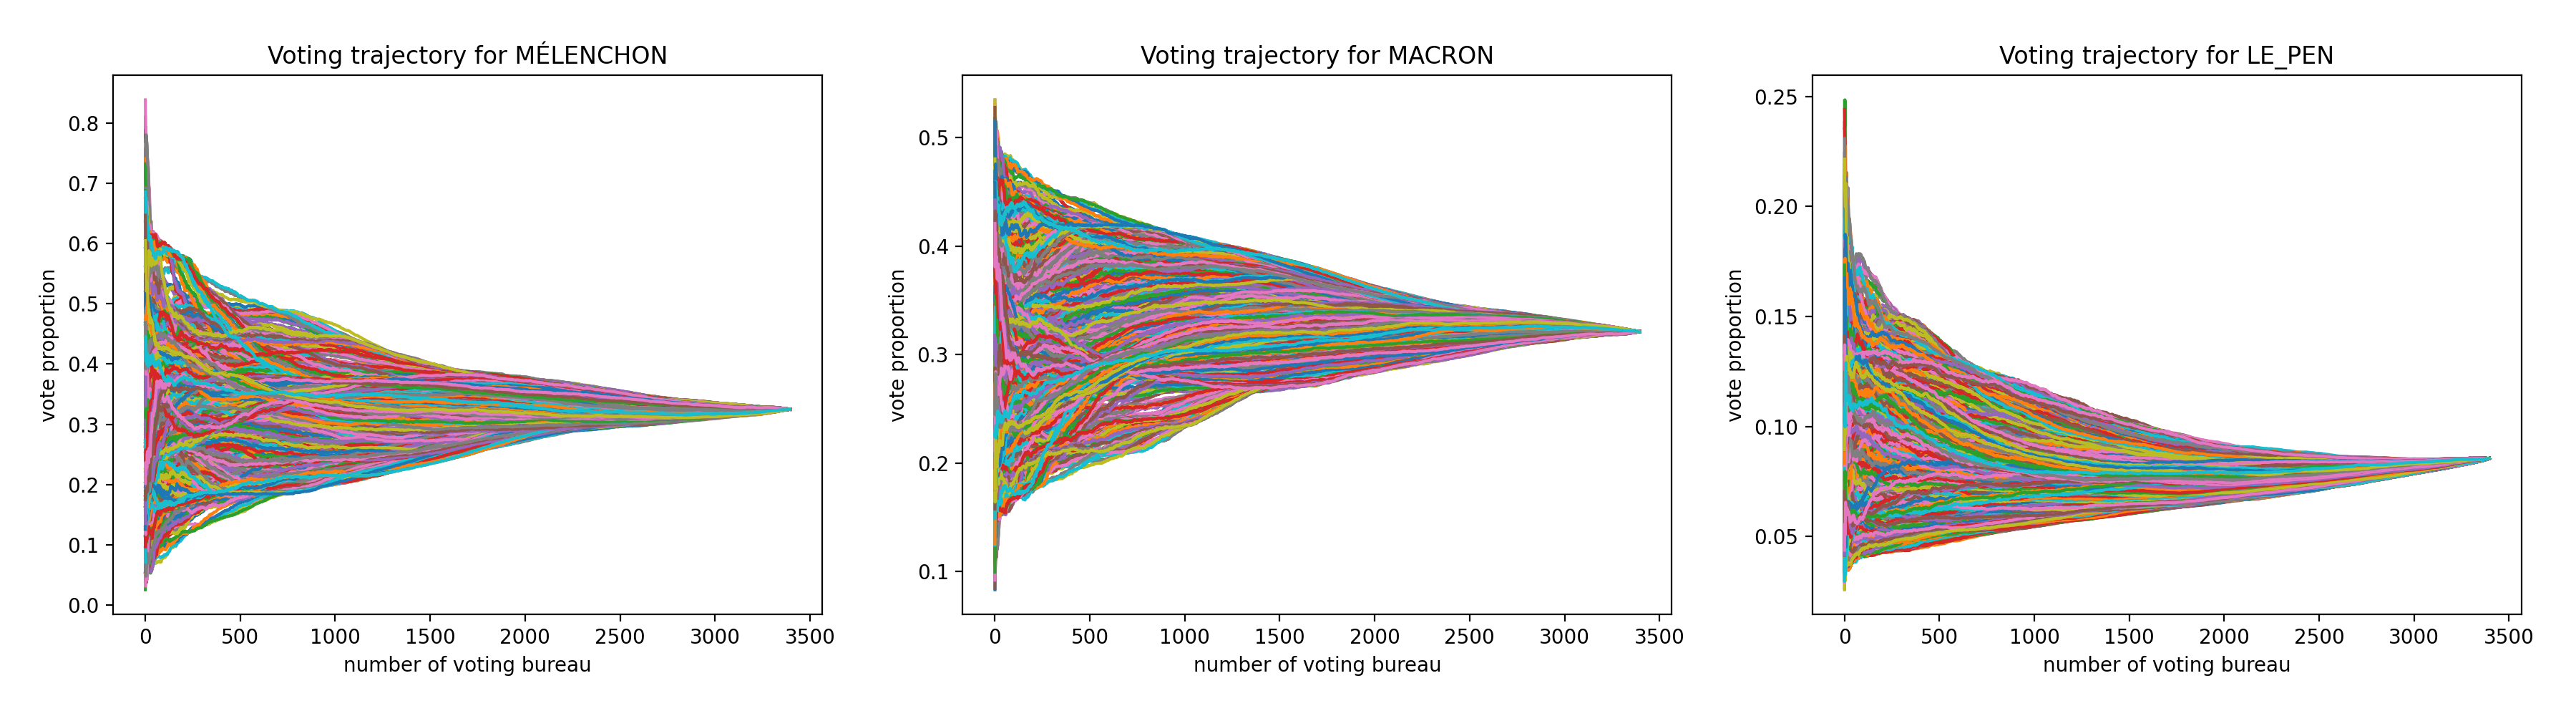 Voting trajectory for MÉLENCHON
vote proportion
0.8
0.7
0.6
0.5
0.4
0.3
0.2
0.1
0.0
0 500 1000 1500 2000 2500 3000 3500
number of voting bureau
Voting trajectory for MACRON
vote proportion
0.5
0.4
0.3
0.2
0.1
0 500 1000 1500 2000 2500 3000 3500
number of voting bureau
Voting trajectory for LE_PEN
vote proportion
0.25
0.20
0.15
0.10
0.05
0 500 1000 1500 2000 2500 3000 3500
number of voting bureau